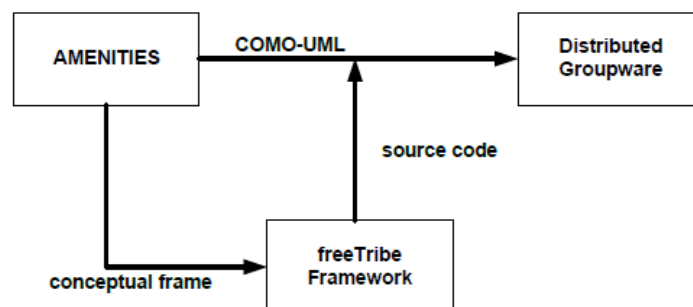 COMO-UML
AMENITIES
Distributed
Groupware
source code
freeTribe
Framework
conceptual frame